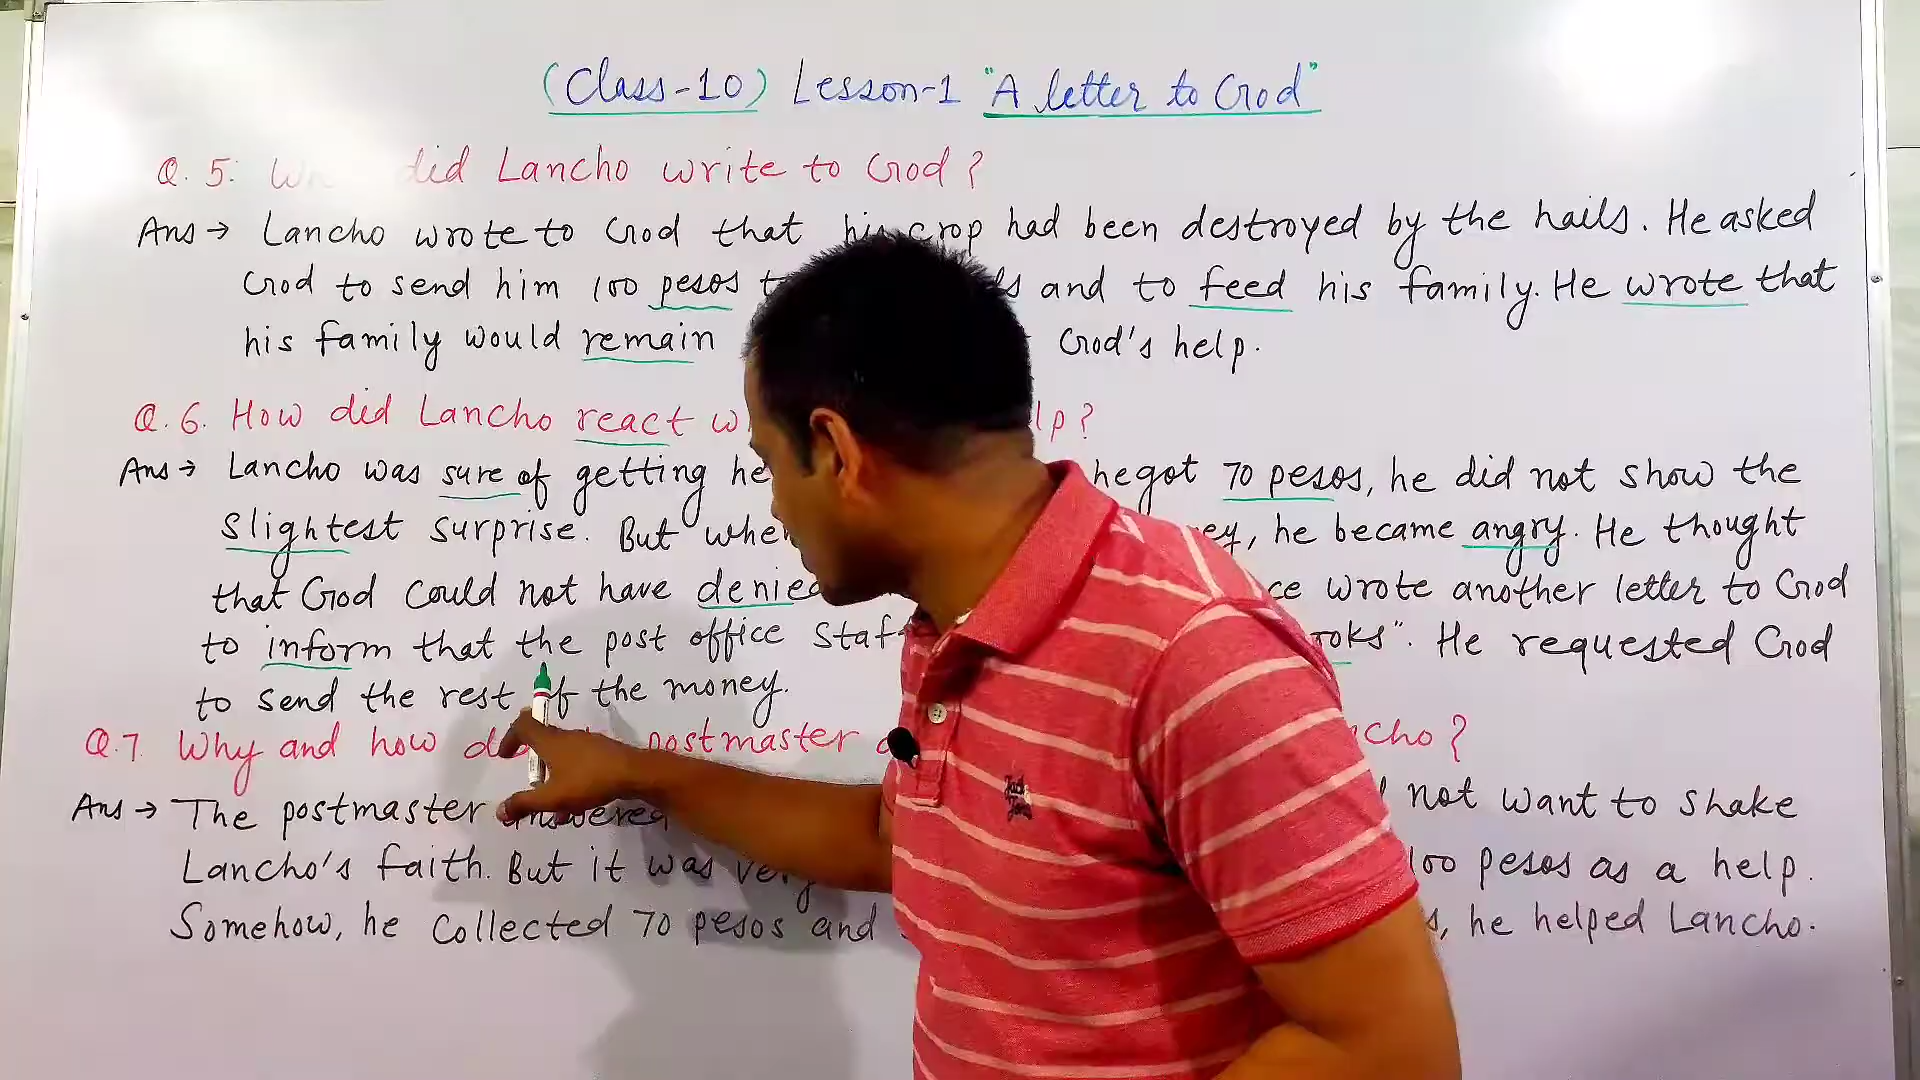 (Class-10) Lesson-1 "A letter to God"
Q.5: did Lancho write to God?
Ans → Lancho wrote to God that his crop had been destroyed by the hails. He asked
God to send him 100 pesos and to feed his family. He wrote that
his family would remain God's help.
Q.6. How did Lancho react
Ans → Lancho was sure of getting he got 70 pesos, he did not show the
slightest surprise. But when he became angry. He thought
that God could not have denied wrote another letter to God
to inform that the post office He requested God
to send the rest of the money.
Q.7. Why and how postmaster
Ans → The postmaster answered not want to shake
Lancho's faith. But it was very 100 pesos as a help.
Somehow, he collected 70 pesos and he helped Lancho.